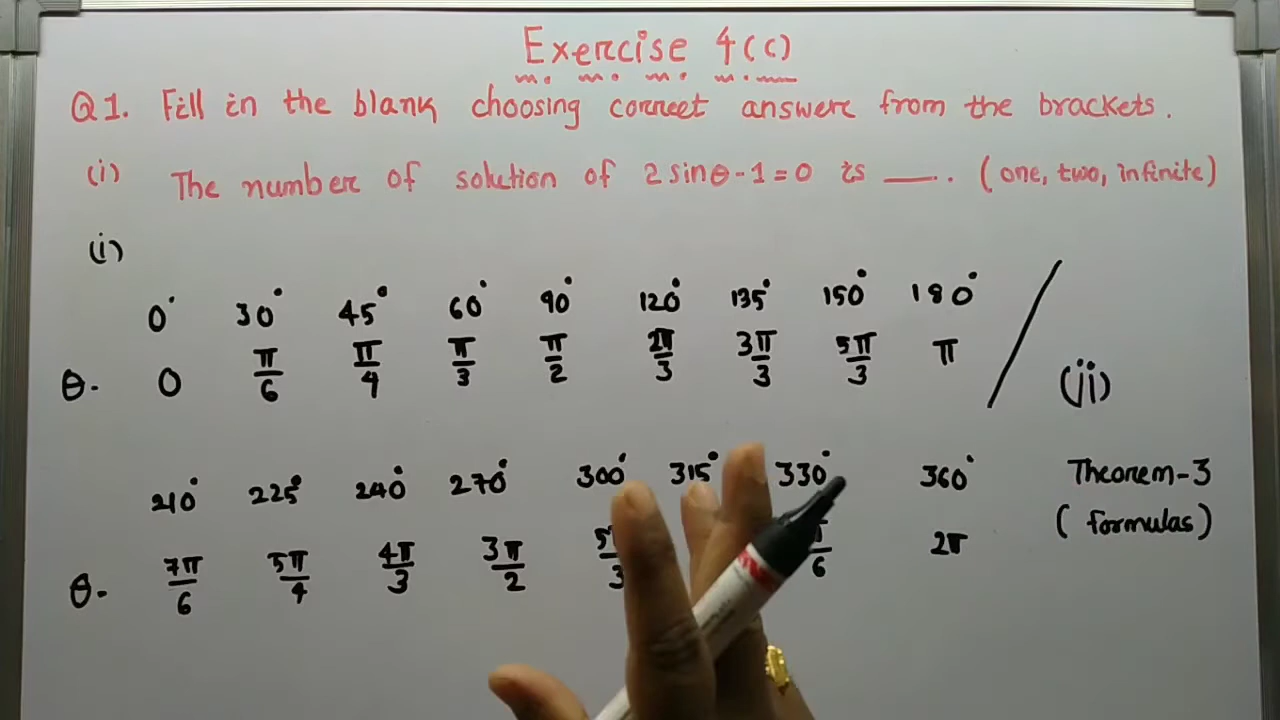 Exercise 4(c)
Q1. Fill in the blank choosing correct answere from the brackets.
(i) The number of solution of 2sinθ-1=0 is ___. (one, two, infinite)
(i)
0° 30° 45° 60° 90° 120° 135° 150° 180°
θ. 0 π/6 π/4 π/3 π/2 2π/3 3π/3 5π/3 π
(ii)
210° 225° 240° 270° 300° 315° 330° 360°
θ. 7π/6 5π/4 4π/3 3π/2 2π
Theorem-3
(formulas)